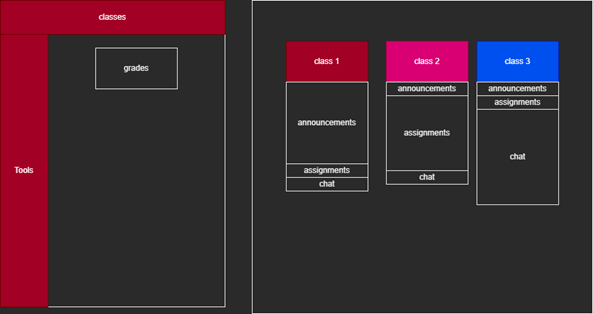 classes
Tools
grades
class 1
announcements
assignments
chat
class 2
announcements
assignments
chat
class 3
announcements
assignments
chat